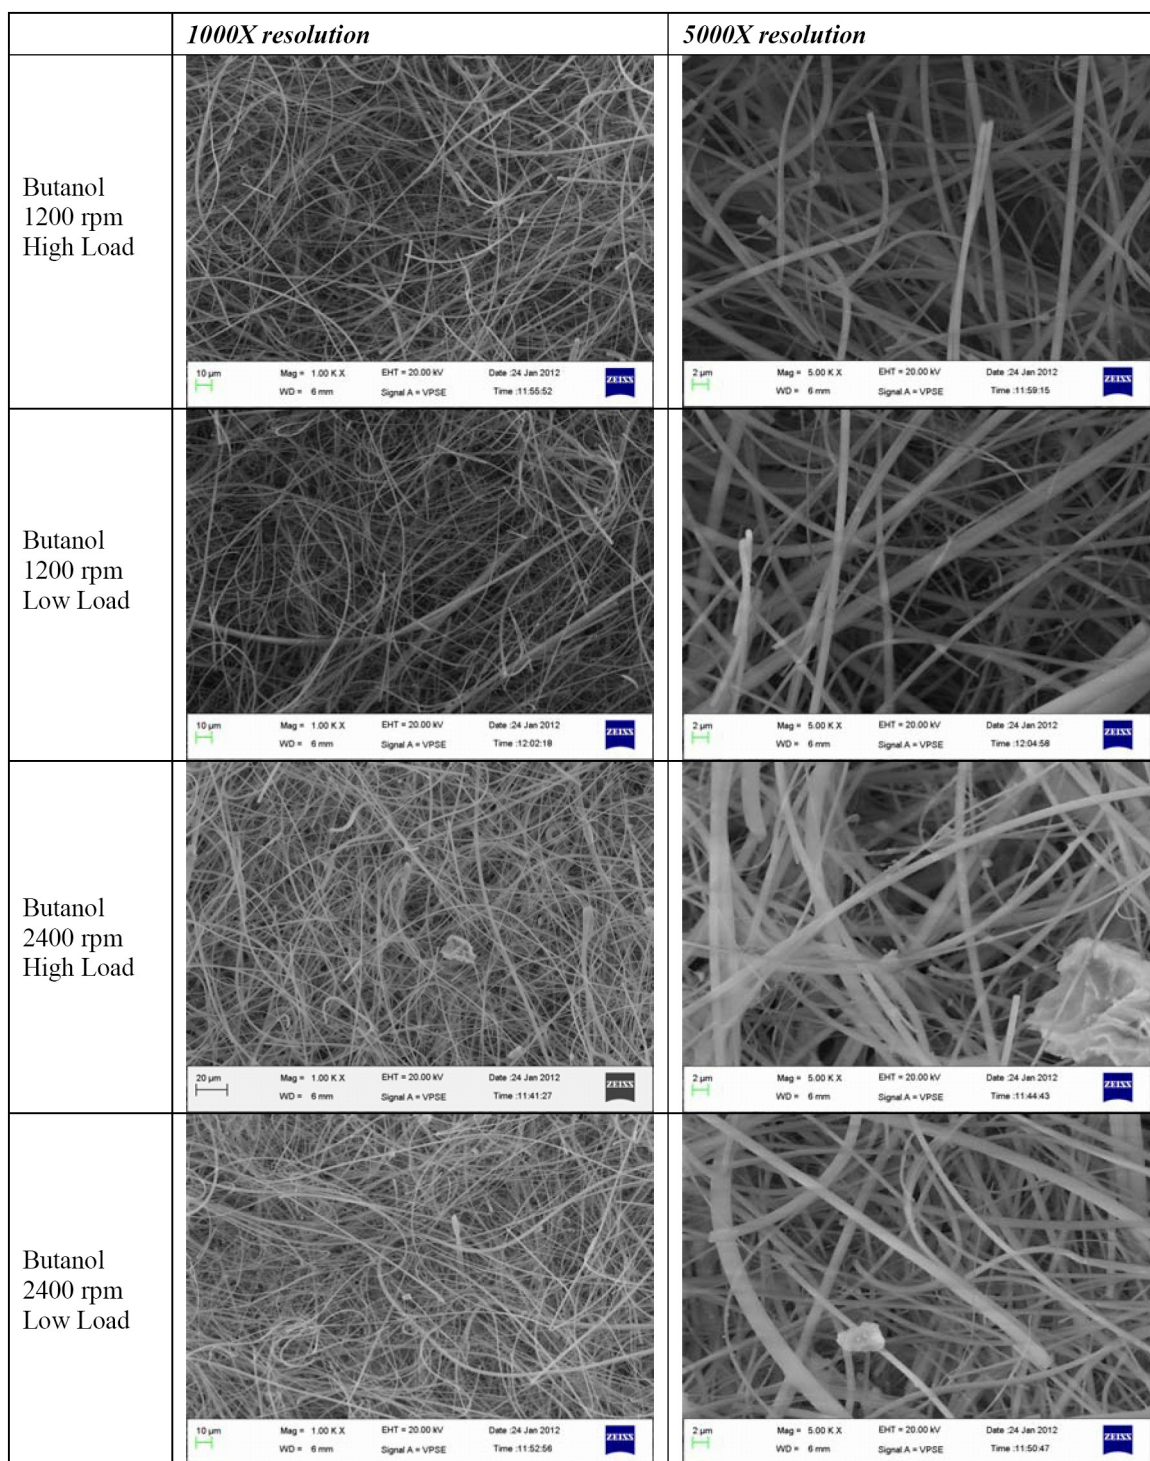 1000X resolution
5000X resolution
Butanol
1200 rpm
High Load
10 µm Mag = 1.00 K X EHT = 20.00 kV Date :24 Jan 2012 ZEISS
WD = 6 mm Signal A = VPSE Time :11:55:52
2 µm Mag = 5.00 K X EHT = 20.00 kV Date :24 Jan 2012 ZEISS
WD = 6 mm Signal A = VPSE Time :11:59:15
Butanol
1200 rpm
Low Load
10 µm Mag = 1.00 K X EHT = 20.00 kV Date :24 Jan 2012 ZEISS
WD = 6 mm Signal A = VPSE Time :12:02:18
2 µm Mag = 5.00 K X EHT = 20.00 kV Date :24 Jan 2012 ZEISS
WD = 6 mm Signal A = VPSE Time :12:04:58
Butanol
2400 rpm
High Load
20 µm Mag = 1.00 K X EHT = 20.00 kV Date :24 Jan 2012 ZEISS
WD = 6 mm Signal A = VPSE Time :11:41:27
2 µm Mag = 5.00 K X EHT = 20.00 kV Date :24 Jan 2012 ZEISS
WD = 6 mm Signal A = VPSE Time :11:44:43
Butanol
2400 rpm
Low Load
10 µm Mag = 1.00 K X EHT = 20.00 kV Date :24 Jan 2012 ZEISS
WD = 6 mm Signal A = VPSE Time :11:52:56
2 µm Mag = 5.00 K X EHT = 20.00 kV Date :24 Jan 2012 ZEISS
WD = 6 mm Signal A = VPSE Time :11:50:47